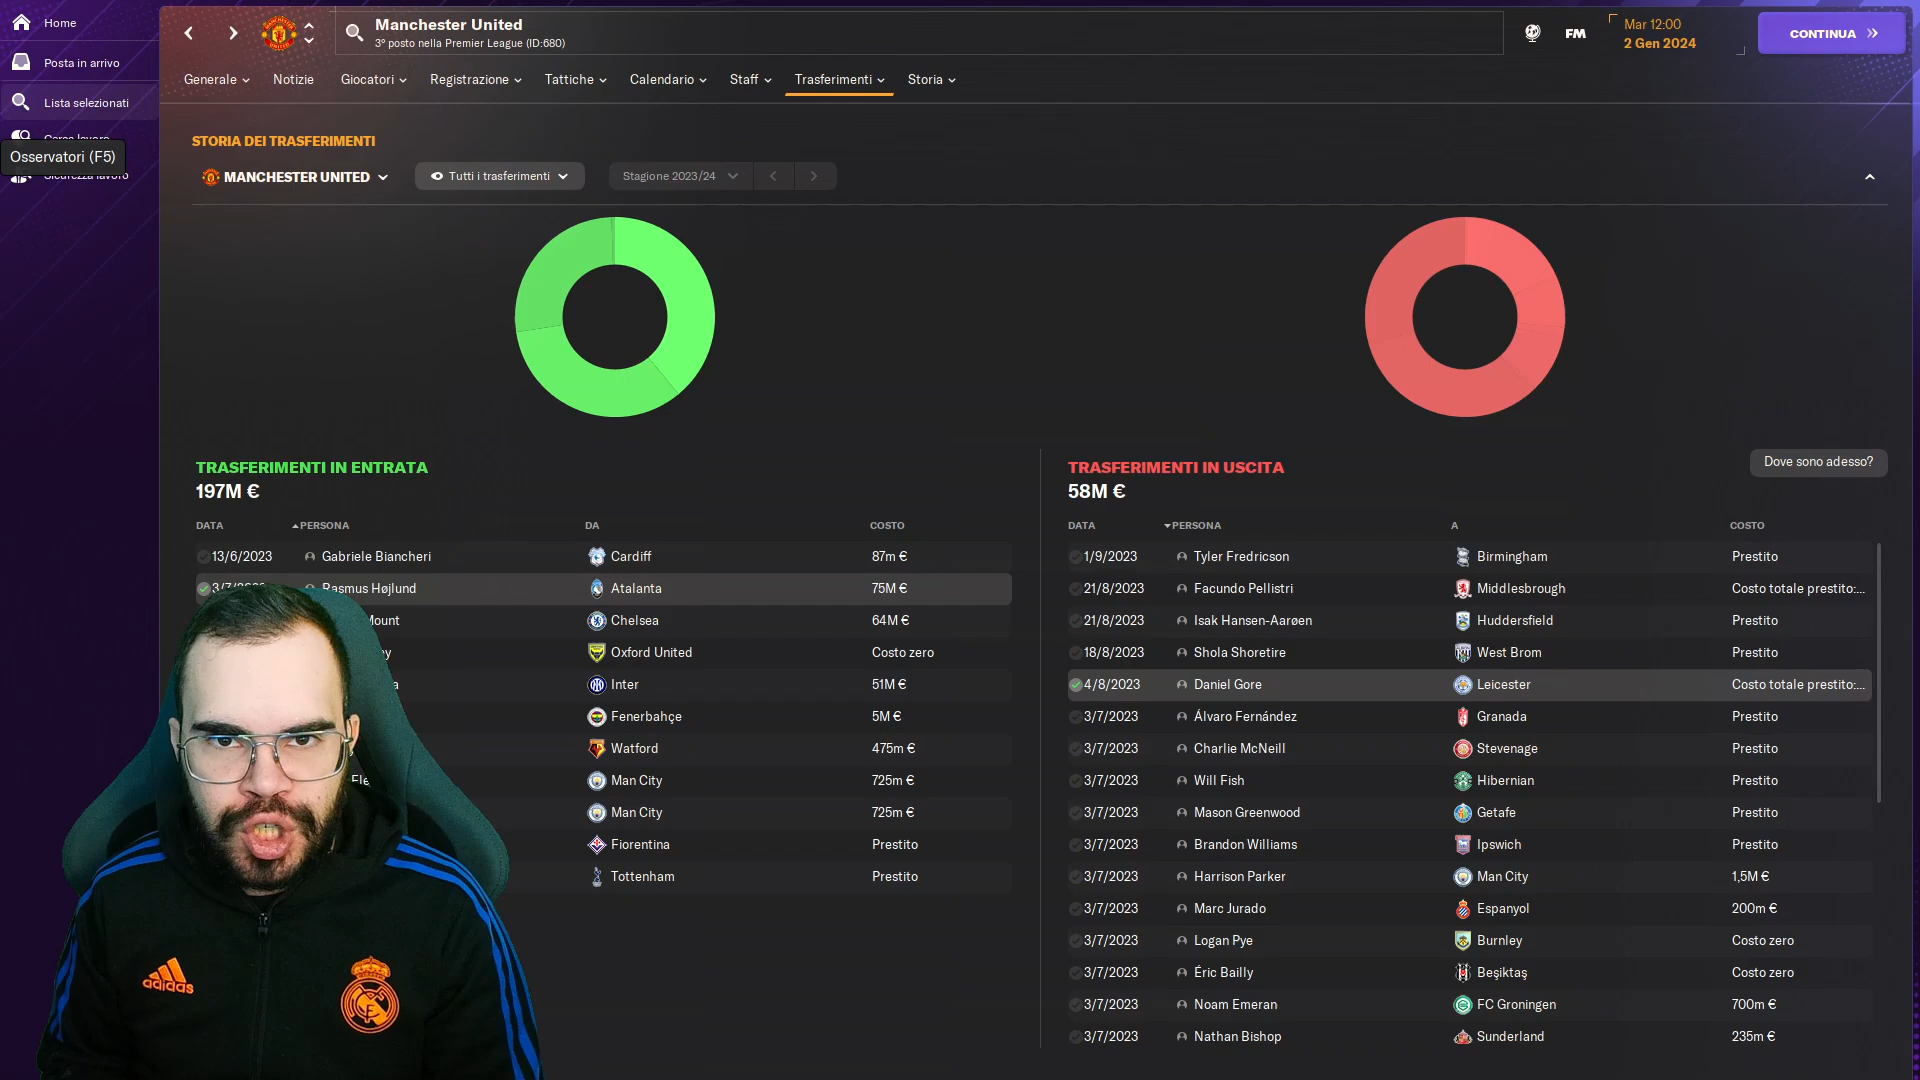 Home
Posta in arrivo
Lista selezionati
Osservatori (F5)
Manchester United
3º posto nella Premier League (ID:680)
FM
Mar 12:00
2 Gen 2024
CONTINUA
Generale
Notizie
Giocatori
Registrazione
Tattiche
Calendario
Staff
Trasferimenti
Storia
STORIA DEI TRASFERIMENTI
MANCHESTER UNITED
Tutti i trasferimenti
Stagione 2023/24
TRASFERIMENTI IN ENTRATA
197M €
DATA PERSONA DA COSTO
13/6/2023 Gabriele Biancheri Cardiff 87m €
Rasmus Højlund Atalanta 75M €
Mount Chelsea 64M €
Oxford United Costo zero
Inter 51M €
Fenerbahçe 5M €
Watford 475m €
Man City 725m €
Man City 725m €
Fiorentina Prestito
Tottenham Prestito
TRASFERIMENTI IN USCITA
58M €
Dove sono adesso?
DATA PERSONA A COSTO
1/9/2023 Tyler Fredricson Birmingham Prestito
21/8/2023 Facundo Pellistri Middlesbrough Costo totale prestito:...
21/8/2023 Isak Hansen-Aarøen Huddersfield Prestito
18/8/2023 Shola Shoretire West Brom Prestito
4/8/2023 Daniel Gore Leicester Costo totale prestito:...
3/7/2023 Álvaro Fernández Granada Prestito
3/7/2023 Charlie McNeill Stevenage Prestito
3/7/2023 Will Fish Hibernian Prestito
3/7/2023 Mason Greenwood Getafe Prestito
3/7/2023 Brandon Williams Ipswich Prestito
3/7/2023 Harrison Parker Man City 1,5M €
3/7/2023 Marc Jurado Espanyol 200m €
3/7/2023 Logan Pye Burnley Costo zero
3/7/2023 Éric Bailly Beşiktaş Costo zero
3/7/2023 Noam Emeran FC Groningen 700m €
3/7/2023 Nathan Bishop Sunderland 235m €
adidas